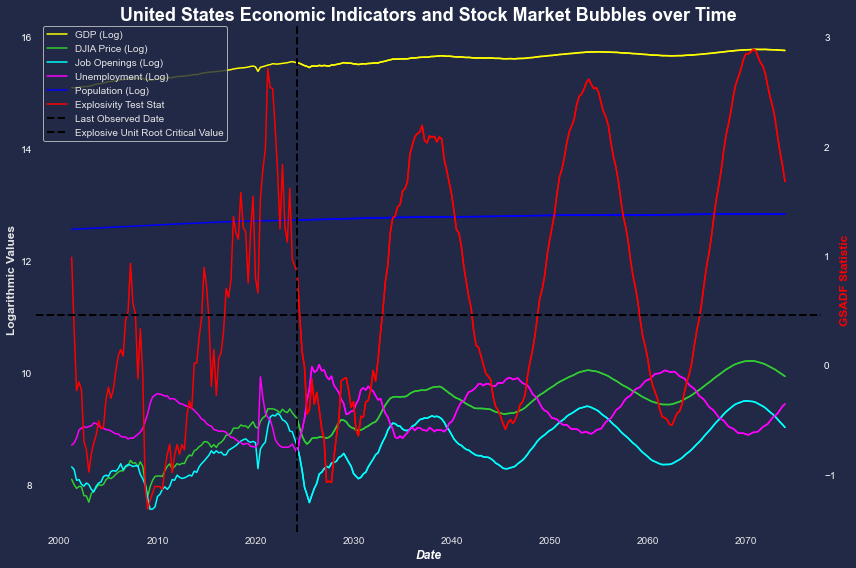 United States Economic Indicators and Stock Market Bubbles over Time
GDP (Log)
DJIA Price (Log)
Job Openings (Log)
Unemployment (Log)
Population (Log)
Explosivity Test Stat
Last Observed Date
Explosive Unit Root Critical Value
Logarithmic Values
16
14
12
10
8
3
2
1
0
−1
GSADF Statistic
2000
2010
2020
2030
2040
2050
2060
2070
Date